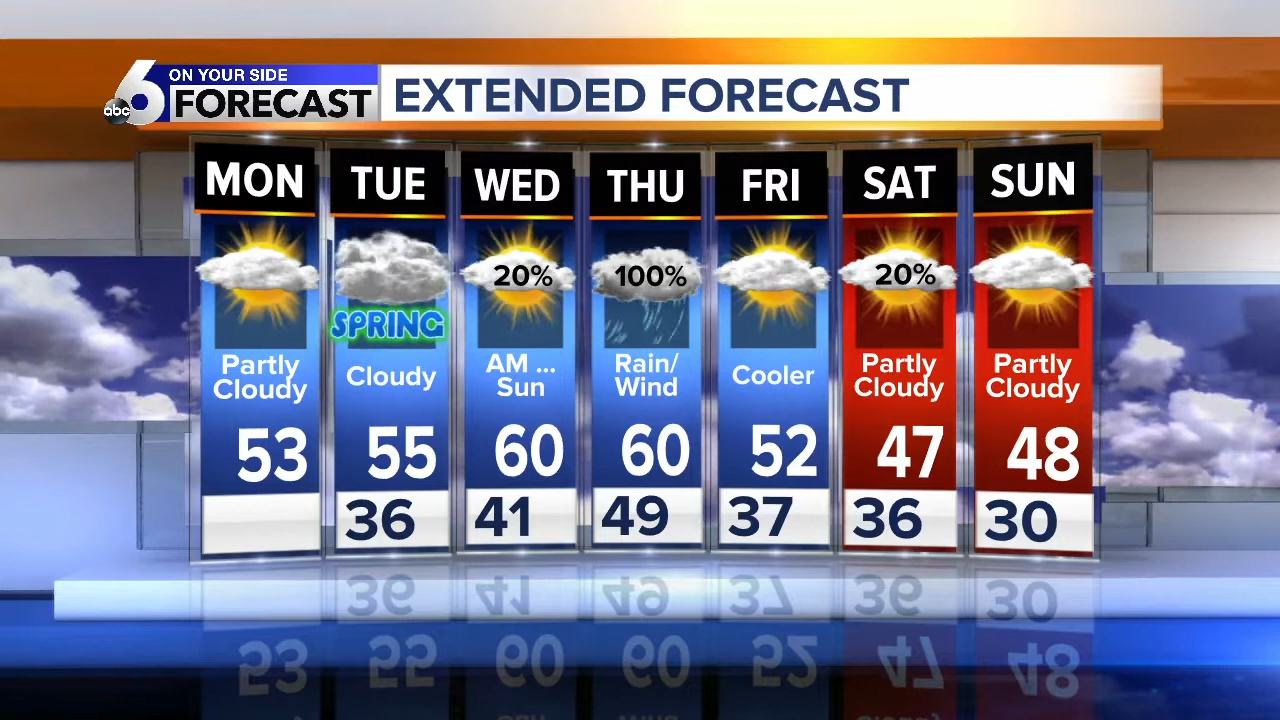 abc 6 ON YOUR SIDE
FORECAST
EXTENDED FORECAST
MON TUE WED THU FRI SAT SUN
20% 100% 20%
SPRING
Partly
Cloudy
Cloudy
AM ...
Sun
Rain/
Wind
Cooler
Partly
Cloudy
Partly
Cloudy
53 55 60 60 52 47 48
36 41 49 37 36 30